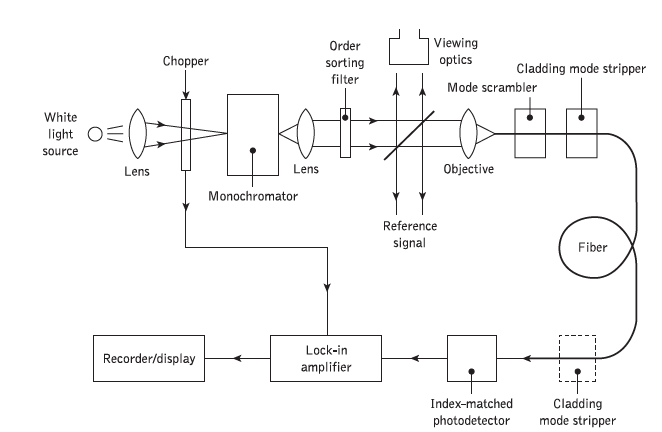 Chopper
Order
sorting
filter
Viewing
optics
Mode scrambler
Cladding mode stripper
White
light
source
Lens
Monochromator
Lens
Objective
Reference
signal
Fiber
Recorder/display
Lock-in
amplifier
Index-matched
photodetector
Cladding
mode stripper